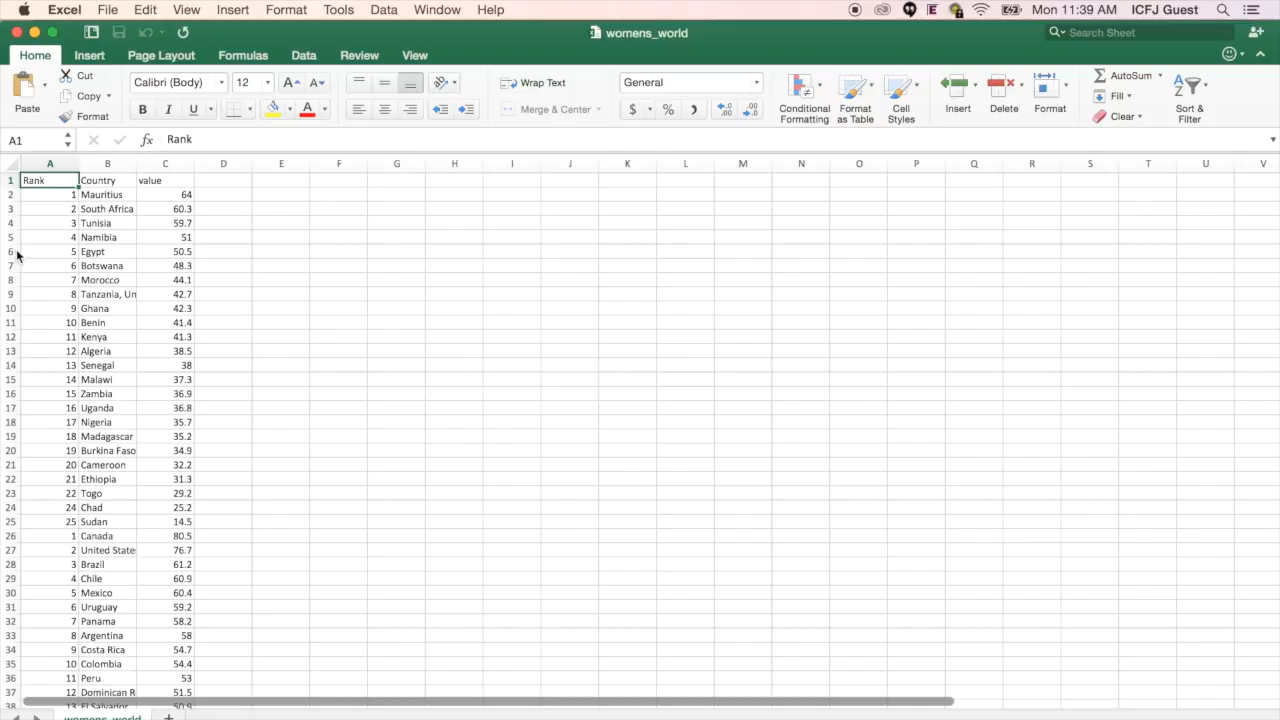 Excel File Edit View Insert Format Tools Data Window Help Mon 11:39 AM ICFJ Guest
womens_world Search Sheet
Home Insert Page Layout Formulas Data Review View
Paste Cut Copy Format Calibri (Body) 12 Wrap Text General Conditional Formatting Format as Table Cell Styles Insert Delete Format AutoSum Sort & Filter
B I U Merge & Center $ % Fill Clear
A1 fx Rank
A B C D E F G H I J K L M N O P Q R S T U V
1 Rank Country value
2 1 Mauritius 64
3 2 South Africa 60.3
4 3 Tunisia 59.7
5 4 Namibia 51
6 5 Egypt 50.5
7 6 Botswana 48.3
8 7 Morocco 44.1
9 8 Tanzania, Un 42.7
10 9 Ghana 42.3
11 10 Benin 41.4
12 11 Kenya 41.3
13 12 Algeria 38.5
14 13 Senegal 38
15 14 Malawi 37.3
16 15 Zambia 36.9
17 16 Uganda 36.8
18 17 Nigeria 35.7
19 18 Madagascar 35.2
20 19 Burkina Faso 34.9
21 20 Cameroon 32.2
22 21 Ethiopia 31.3
23 22 Togo 29.2
24 24 Chad 25.2
25 25 Sudan 14.5
26 1 Canada 80.5
27 2 United State 76.7
28 3 Brazil 61.2
29 4 Chile 60.9
30 5 Mexico 60.4
31 6 Uruguay 59.2
32 7 Panama 58.2
33 8 Argentina 58
34 9 Costa Rica 54.7
35 10 Colombia 54.4
36 11 Peru 53
37 12 Dominican R 51.5
38 13 El Salvador 50.9
womens_world